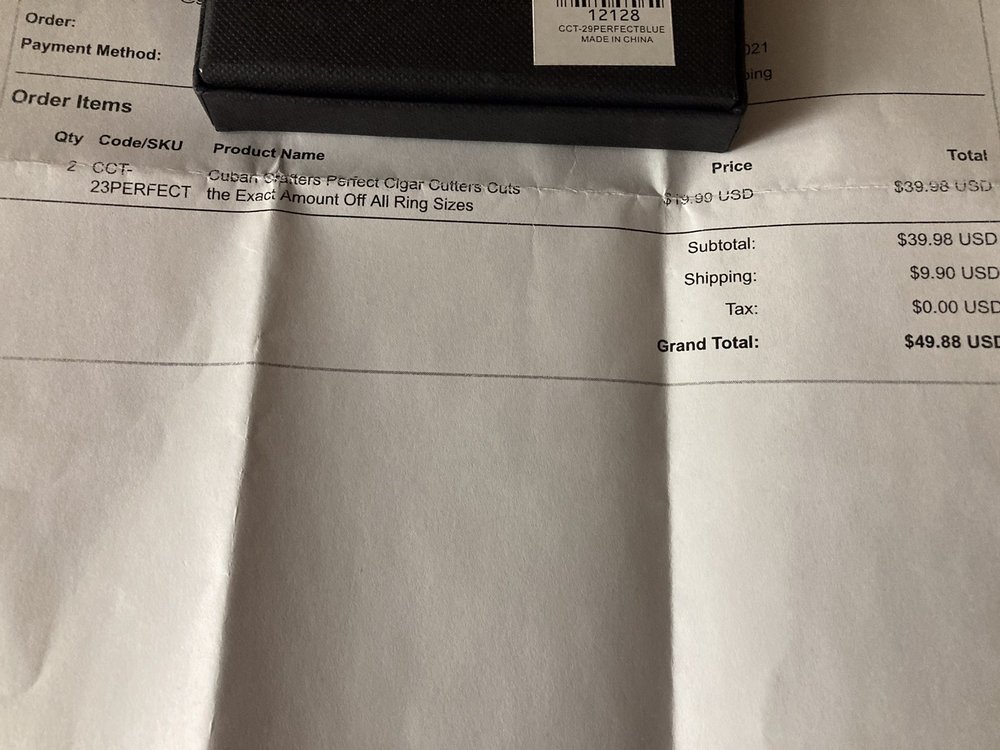 12128
CCT-29PERFECTBLUE
MADE IN CHINA
Order:
Payment Method:
Order Items
Qty Code/SKU Product Name Price Total
2 CCT- Cuban Crafters Perfect Cigar Cutters Cuts $19.99 USD $39.98 USD
23PERFECT the Exact Amount Off All Ring Sizes
Subtotal: $39.98 USD
Shipping: $9.90 USD
Tax: $0.00 USD
Grand Total: $49.88 USD